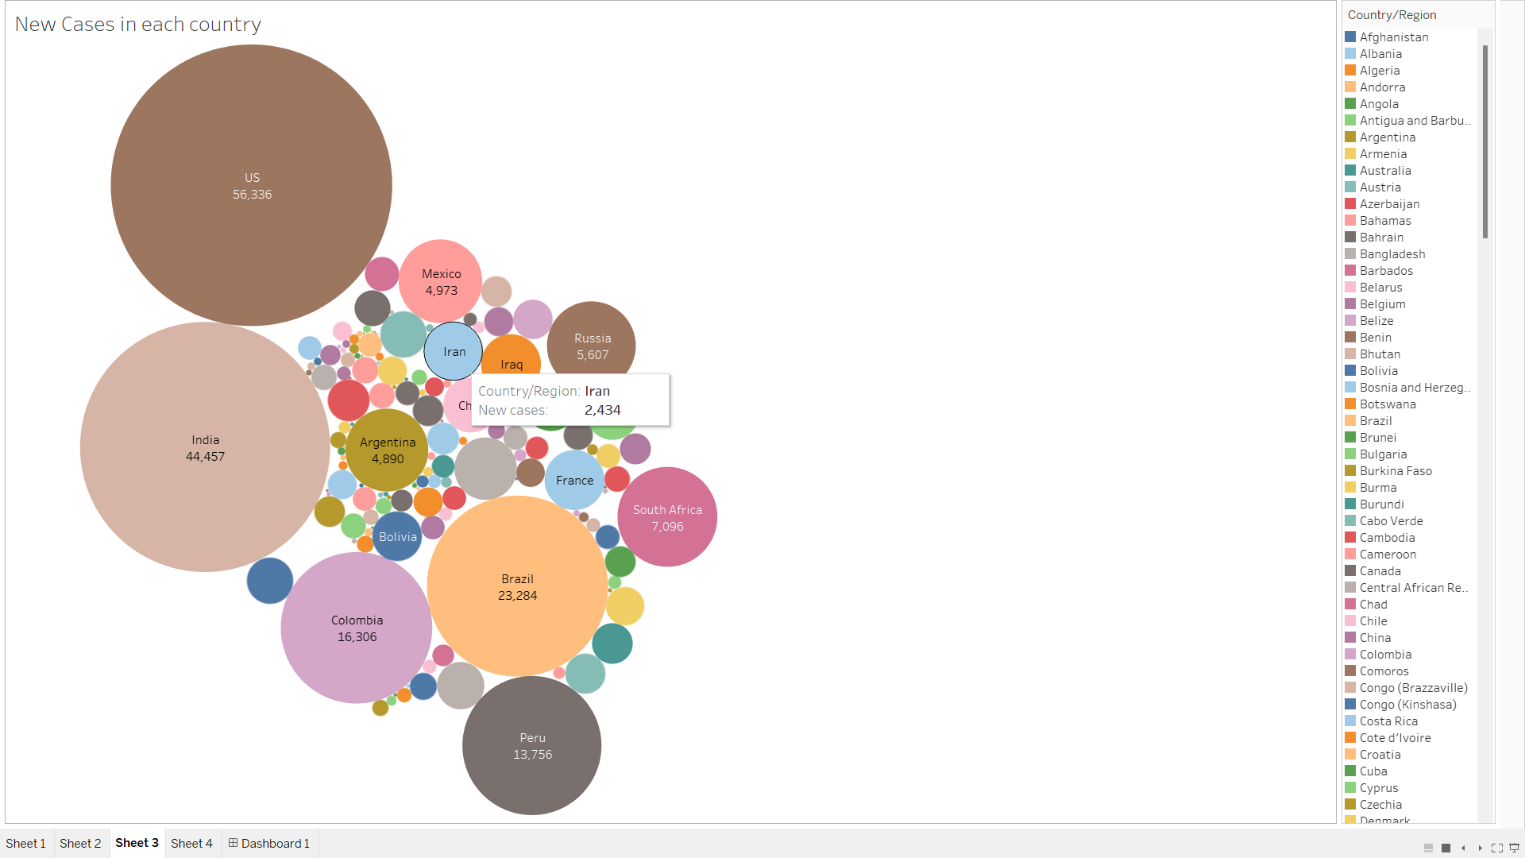 New Cases in each country
US
56,336
Mexico
4,973
Russia
5,607
Iran
Iraq
Country/Region: Iran
New cases: 2,434
Ch
India
44,457
Argentina
4,890
France
South Africa
7,096
Bolivia
Brazil
23,284
Colombia
16,306
Peru
13,756
Country/Region
Afghanistan
Albania
Algeria
Andorra
Angola
Antigua and Barbu..
Argentina
Armenia
Australia
Austria
Azerbaijan
Bahamas
Bahrain
Bangladesh
Barbados
Belarus
Belgium
Belize
Benin
Bhutan
Bolivia
Bosnia and Herzeg..
Botswana
Brazil
Brunei
Bulgaria
Burkina Faso
Burma
Burundi
Cabo Verde
Cambodia
Cameroon
Canada
Central African Re..
Chad
Chile
China
Colombia
Comoros
Congo (Brazzaville)
Congo (Kinshasa)
Costa Rica
Cote d'Ivoire
Croatia
Cuba
Cyprus
Czechia
Denmark
Sheet 1 Sheet 2 Sheet 3 Sheet 4 Dashboard 1